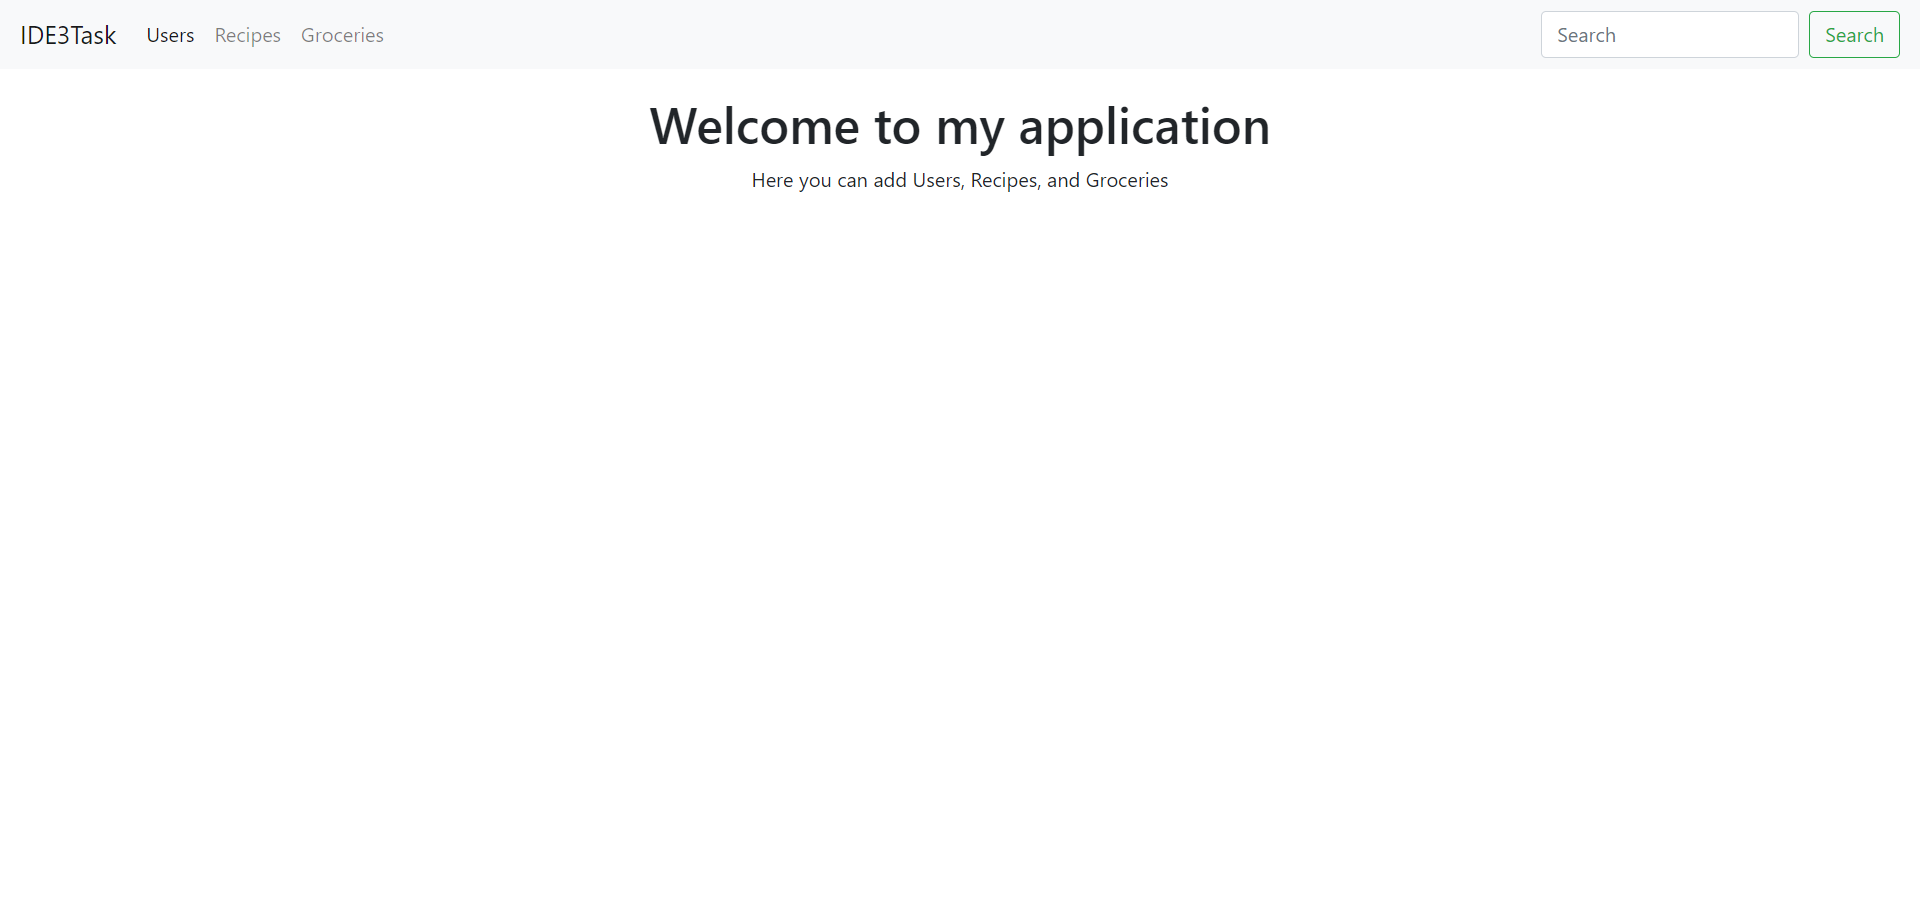 IDE3Task Users Recipes Groceries Search Search
Welcome to my application
Here you can add Users, Recipes, and Groceries